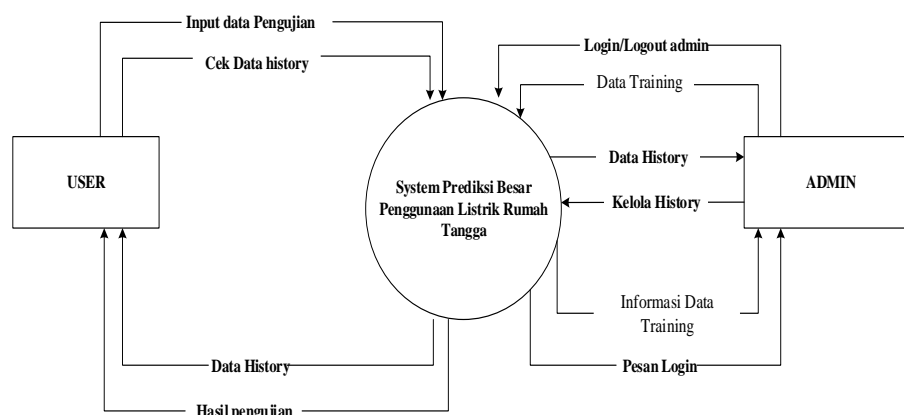 Input data Pengujian
Cek Data history
Login/Logout admin
Data Training
USER
System Prediksi Besar
Penggunaan Listrik Rumah
Tangga
Data History
Kelola History
ADMIN
Informasi Data
Training
Data History
Pesan Login
Hasil pengujian